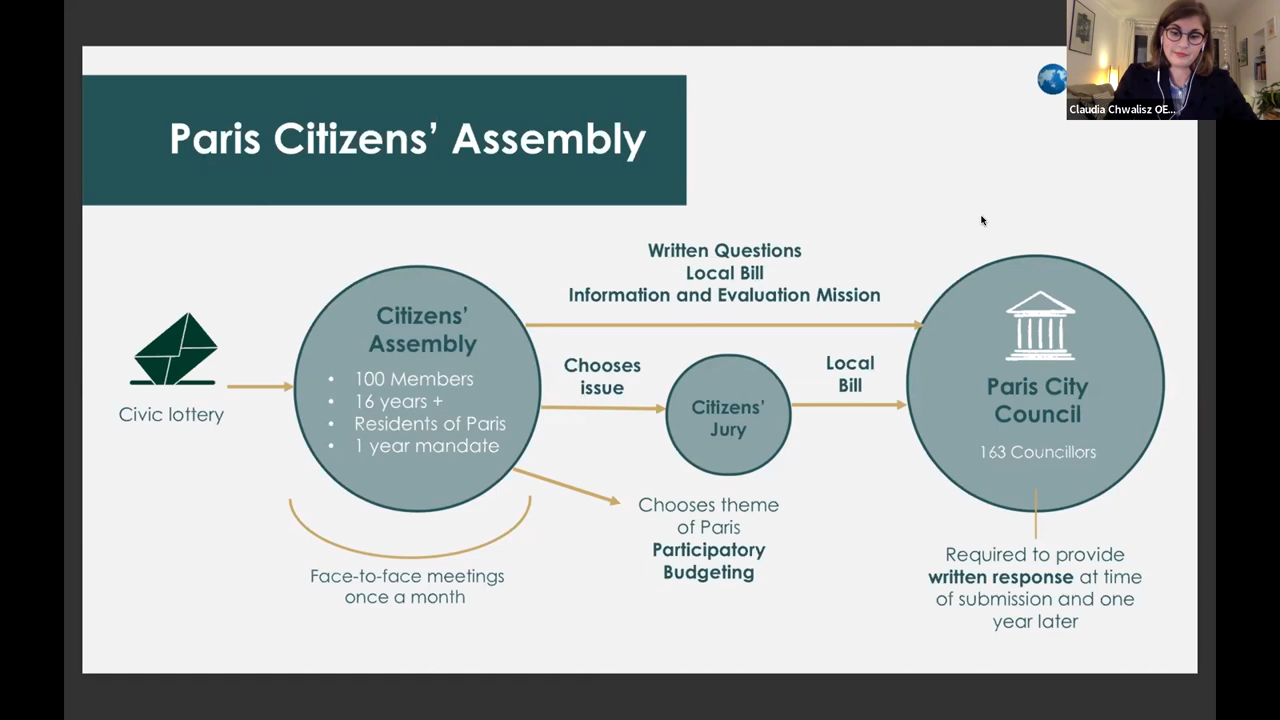 Claudia Chwalisz OE...
Paris Citizens’ Assembly
Civic lottery
Citizens’
Assembly
• 100 Members
• 16 years +
• Residents of Paris
• 1 year mandate
Face-to-face meetings
once a month
Written Questions
Local Bill
Information and Evaluation Mission
Chooses
issue
Citizens’
Jury
Local
Bill
Chooses theme
of Paris
Participatory
Budgeting
Paris City
Council
163 Councillors
Required to provide
written response at time
of submission and one
year later